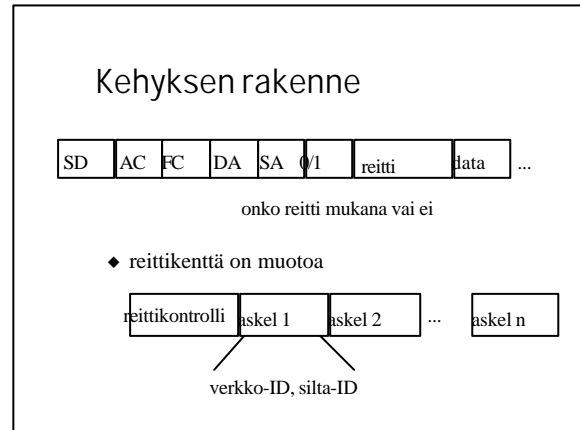 Kehyksen rakenne
SD AC FC DA SA 0/1 reitti data ...
onko reitti mukana vai ei
◆ reittikenttä on muotoa
reittikontrolli askel 1 askel 2 ... askel n
verkko-ID, silta-ID